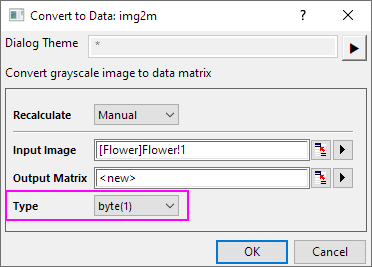 Convert to Data: img2m
Dialog Theme *
Convert grayscale image to data matrix
Recalculate Manual
Input Image [Flower]Flower!1
Output Matrix <new>
Type byte(1)
OK Cancel